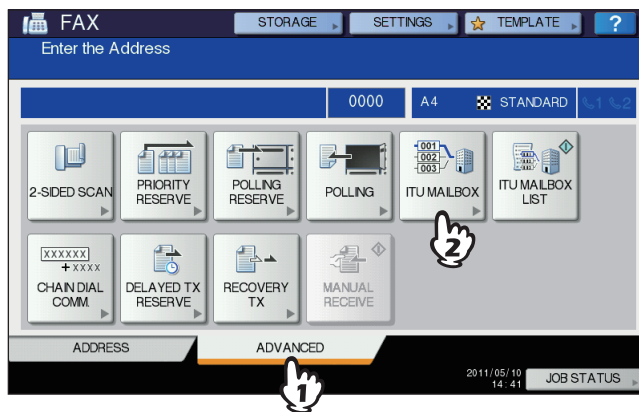 FAX
STORAGE
SETTINGS
TEMPLATE
?
Enter the Address
0000
A4
STANDARD
1
2
2-SIDED SCAN
PRIORITY
RESERVE
POLLING
RESERVE
POLLING
001
002
003
ITU MAILBOX
ITU MAILBOX
LIST
2
XXXXXX
+XXXX
CHAIN DIAL
COMM.
DELAYED TX
RESERVE
RECOVERY
TX
MANUAL
RECEIVE
ADDRESS
ADVANCED
1
2011/05/10
14:41
JOB STATUS